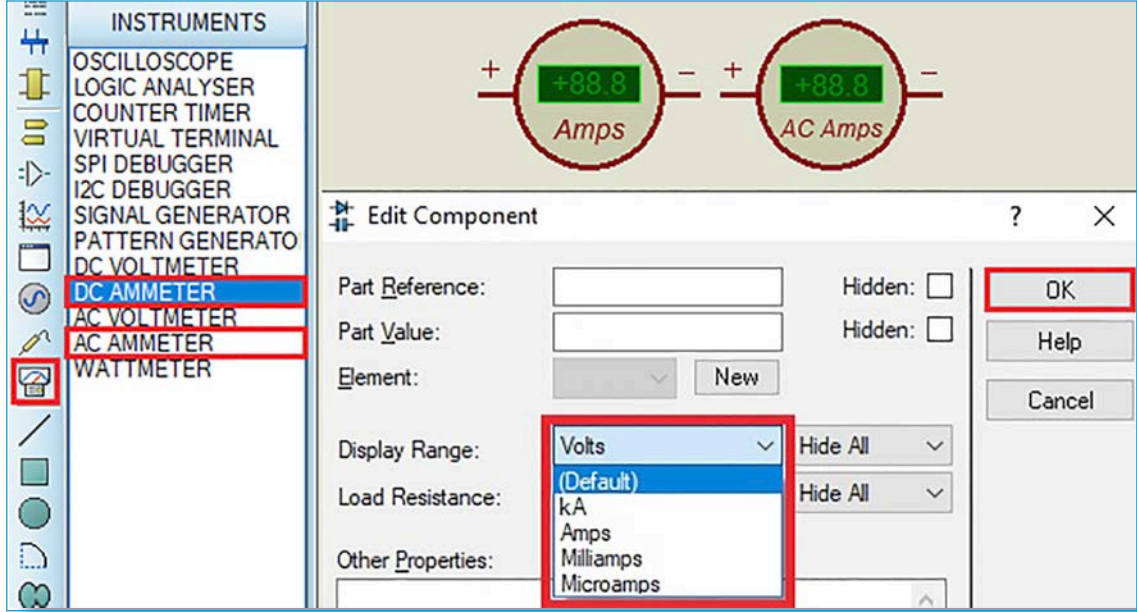 INSTRUMENTS
OSCILLOSCOPE
LOGIC ANALYSER
COUNTER TIMER
VIRTUAL TERMINAL
SPI DEBUGGER
I2C DEBUGGER
SIGNAL GENERATOR
PATTERN GENERATO
DC VOLTMETER
DC AMMETER
AC VOLTMETER
AC AMMETER
WATTMETER
+ +88.8 −
Amps
+ +88.8 −
AC Amps
Edit Component ? ×
Part Reference: Hidden:
Part Value: Hidden:
Element: New
Display Range: Volts Hide All
(Default)
kA
Amps
Milliamps
Microamps
Load Resistance: Hide All
Other Properties:
OK
Help
Cancel